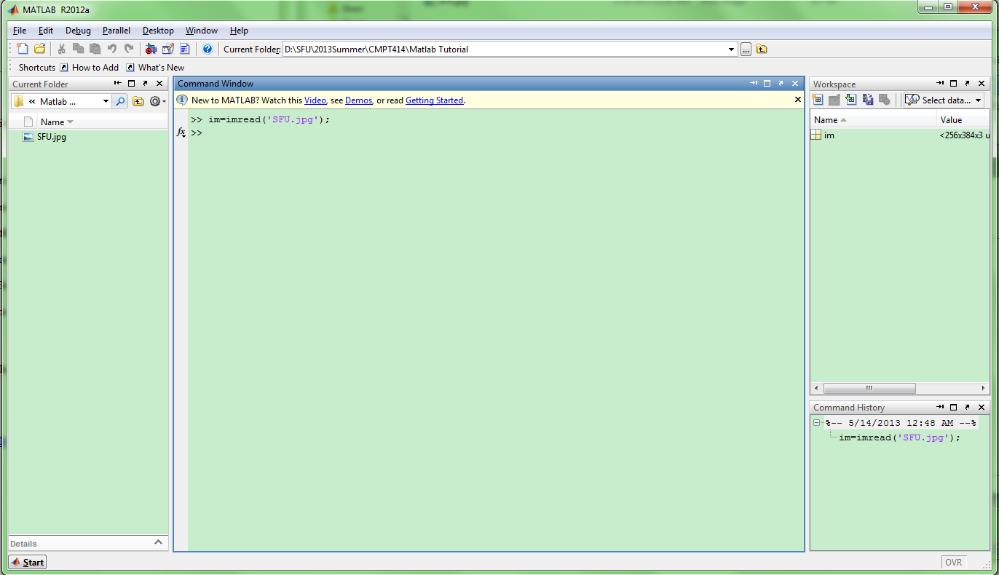 MATLAB R2012a
File Edit Debug Parallel Desktop Window Help
Current Folder: D:\SFU\2013Summer\CMPT414\Matlab Tutorial ...
Shortcuts How to Add What's New
Current Folder
« Matlab ...
Name
SFU.jpg
Details
Command Window
New to MATLAB? Watch this Video, see Demos, or read Getting Started.
>> im=imread('SFU.jpg');
fx >>
Workspace
Select data...
Name Value
im <256x384x3 u
Command History
%-- 5/14/2013 12:48 AM --%
im=imread('SFU.jpg');
Start
OVR